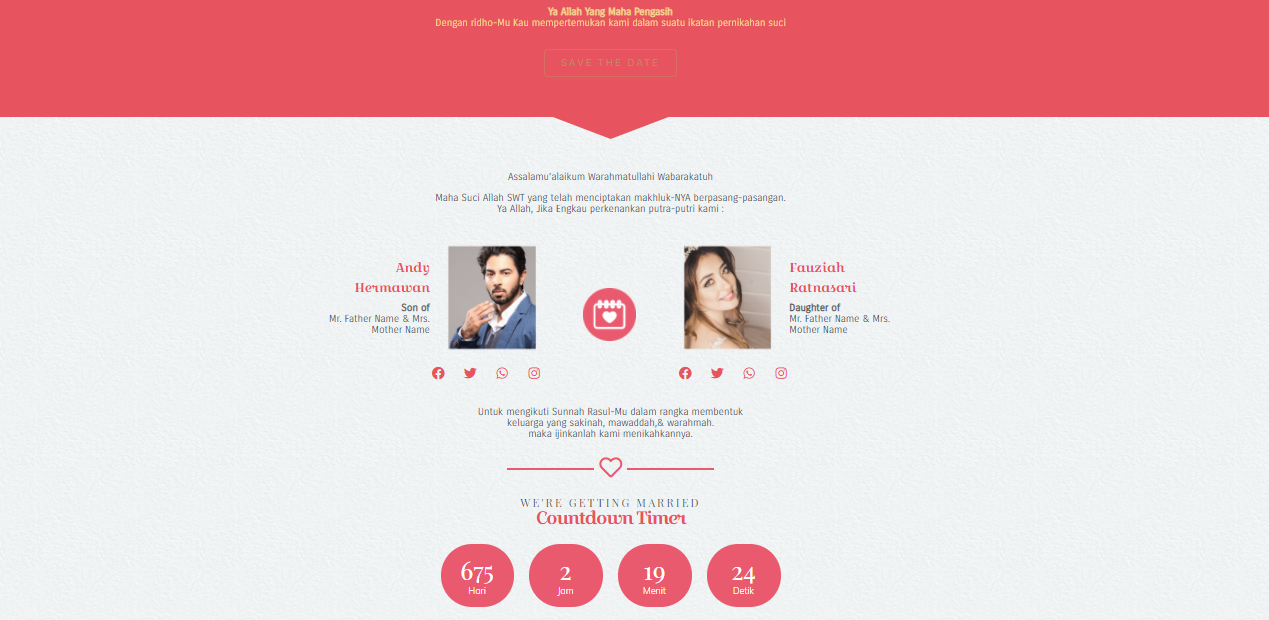 Ya Allah Yang Maha Pengasih
Dengan ridho-Mu Kau mempertemukan kami dalam suatu ikatan pernikahan suci
SAVE THE DATE
Assalamu'alaikum Warahmatullahi Wabarakatuh
Maha Suci Allah SWT yang telah menciptakan makhluk-NYA berpasang-pasangan.
Ya Allah, Jika Engkau perkenankan putra-putri kami :
Andy
Hermawan
Son of
Mr. Father Name & Mrs.
Mother Name
Fauziah
Ratnasari
Daughter of
Mr. Father Name & Mrs.
Mother Name
Untuk mengikuti Sunnah Rasul-Mu dalam rangka membentuk
keluarga yang sakinah, mawaddah,& warahmah.
maka ijinkanlah kami menikahkannya.
WE'RE GETTING MARRIED
Countdown Timer
675 2 19 24
Hari Jam Menit Detik